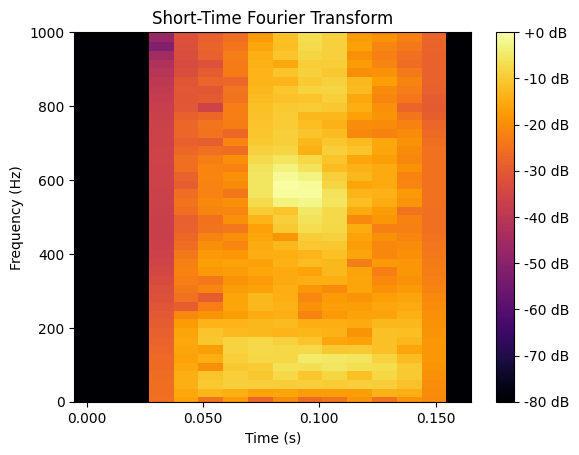 Short-Time Fourier Transform
Frequency (Hz)
1000
800
600
400
200
0
0.000
0.050
0.100
0.150
Time (s)
+0 dB
-10 dB
-20 dB
-30 dB
-40 dB
-50 dB
-60 dB
-70 dB
-80 dB